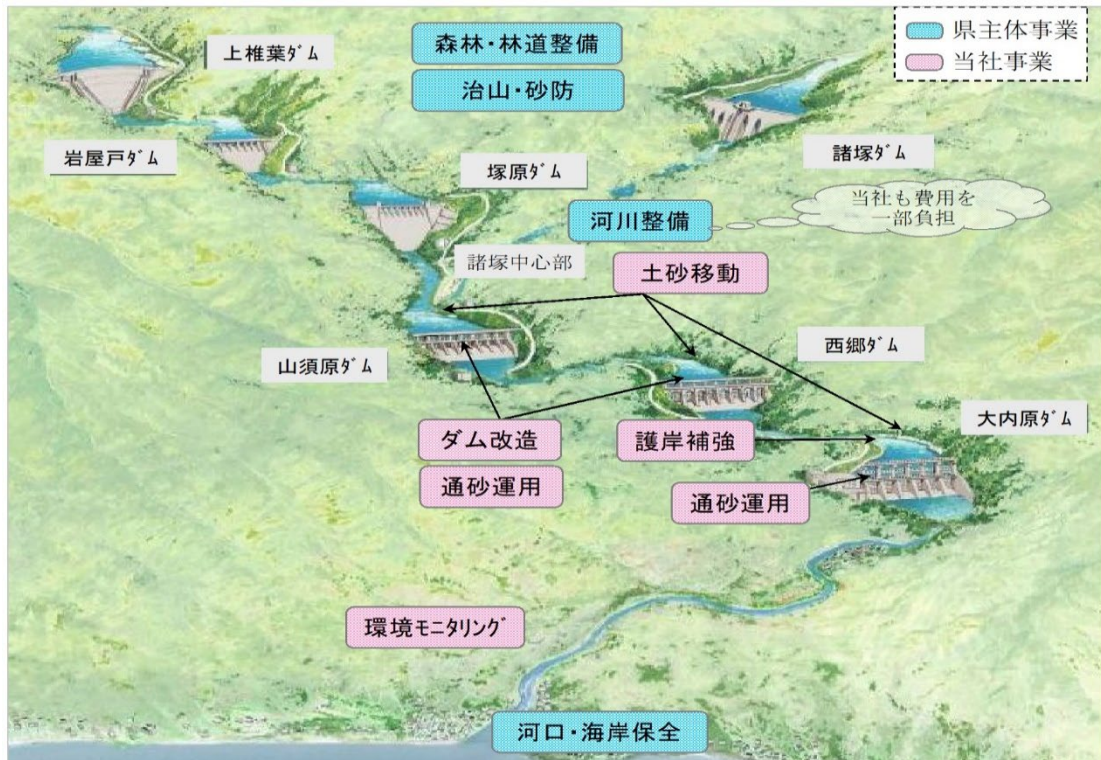 県主体事業
当社事業
上椎葉ﾀﾞﾑ
森林・林道整備
治山・砂防
岩屋戸ﾀﾞﾑ
塚原ﾀﾞﾑ
諸塚ﾀﾞﾑ
当社も費用を
一部負担
河川整備
諸塚中心部
土砂移動
山須原ﾀﾞﾑ
西郷ﾀﾞﾑ
大内原ﾀﾞﾑ
ダム改造
護岸補強
通砂運用
通砂運用
環境ﾓﾆﾀﾘﾝｸﾞ
河口・海岸保全